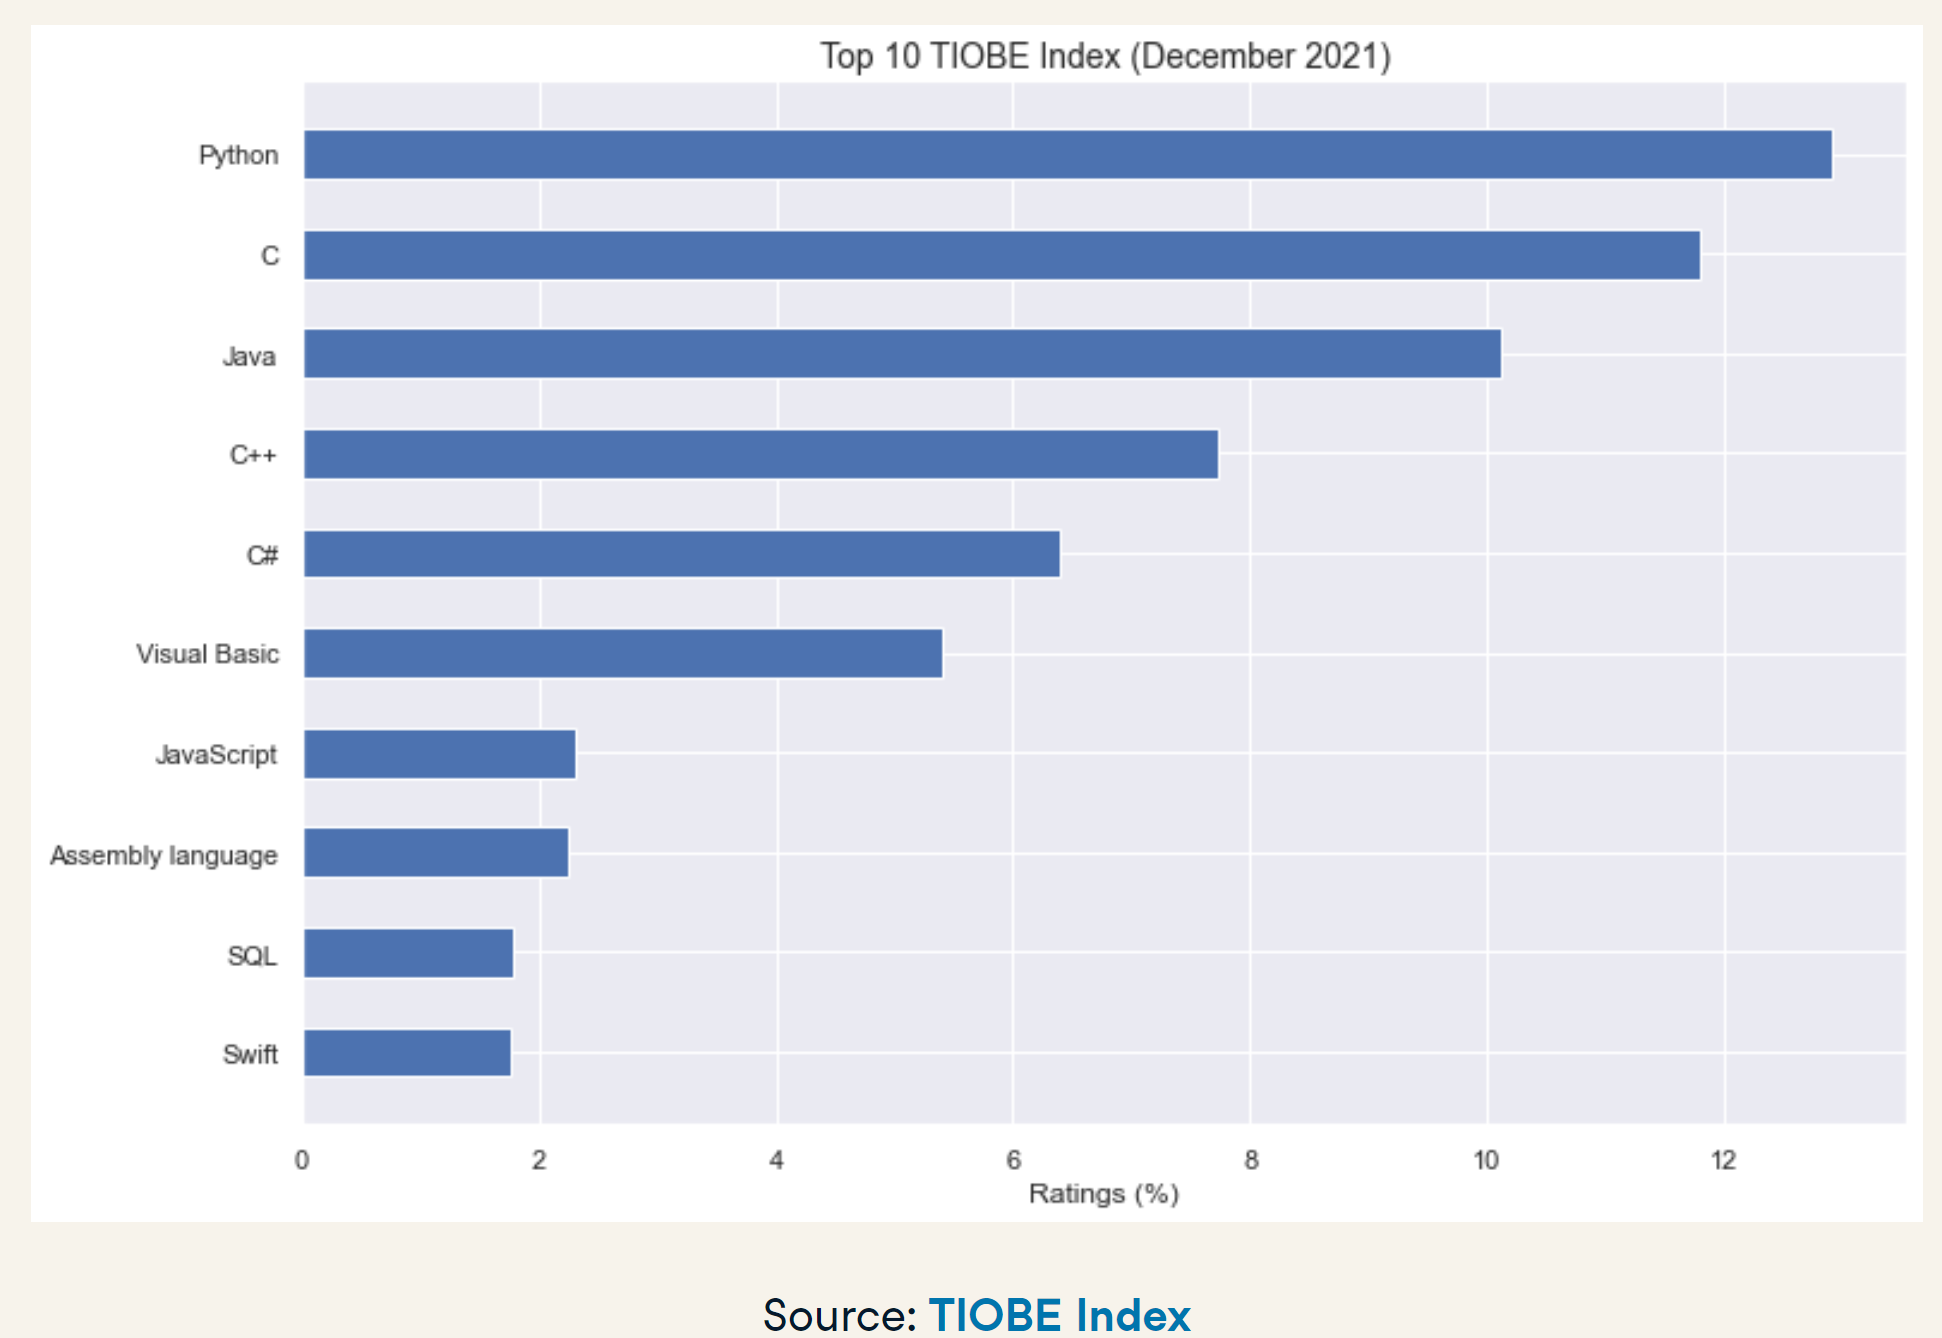 Top 10 TIOBE Index (December 2021)
Python
C
Java
C++
C#
Visual Basic
JavaScript
Assembly language
SQL
Swift
0 2 4 6 8 10 12
Ratings (%)
Source: TIOBE Index